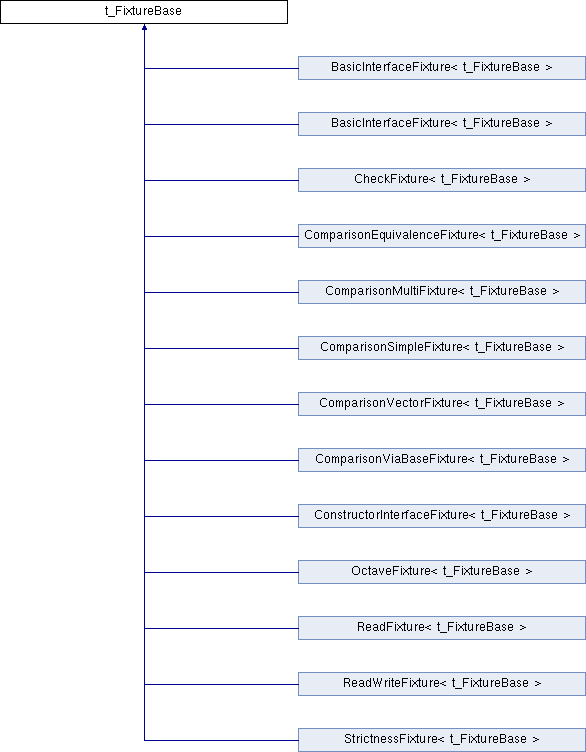 t_FixtureBase
BasicInterfaceFixture< t_FixtureBase >
BasicInterfaceFixture< t_FixtureBase >
CheckFixture< t_FixtureBase >
ComparisonEquivalenceFixture< t_FixtureBase >
ComparisonMultiFixture< t_FixtureBase >
ComparisonSimpleFixture< t_FixtureBase >
ComparisonVectorFixture< t_FixtureBase >
ComparisonViaBaseFixture< t_FixtureBase >
ConstructorInterfaceFixture< t_FixtureBase >
OctaveFixture< t_FixtureBase >
ReadFixture< t_FixtureBase >
ReadWriteFixture< t_FixtureBase >
StrictnessFixture< t_FixtureBase >